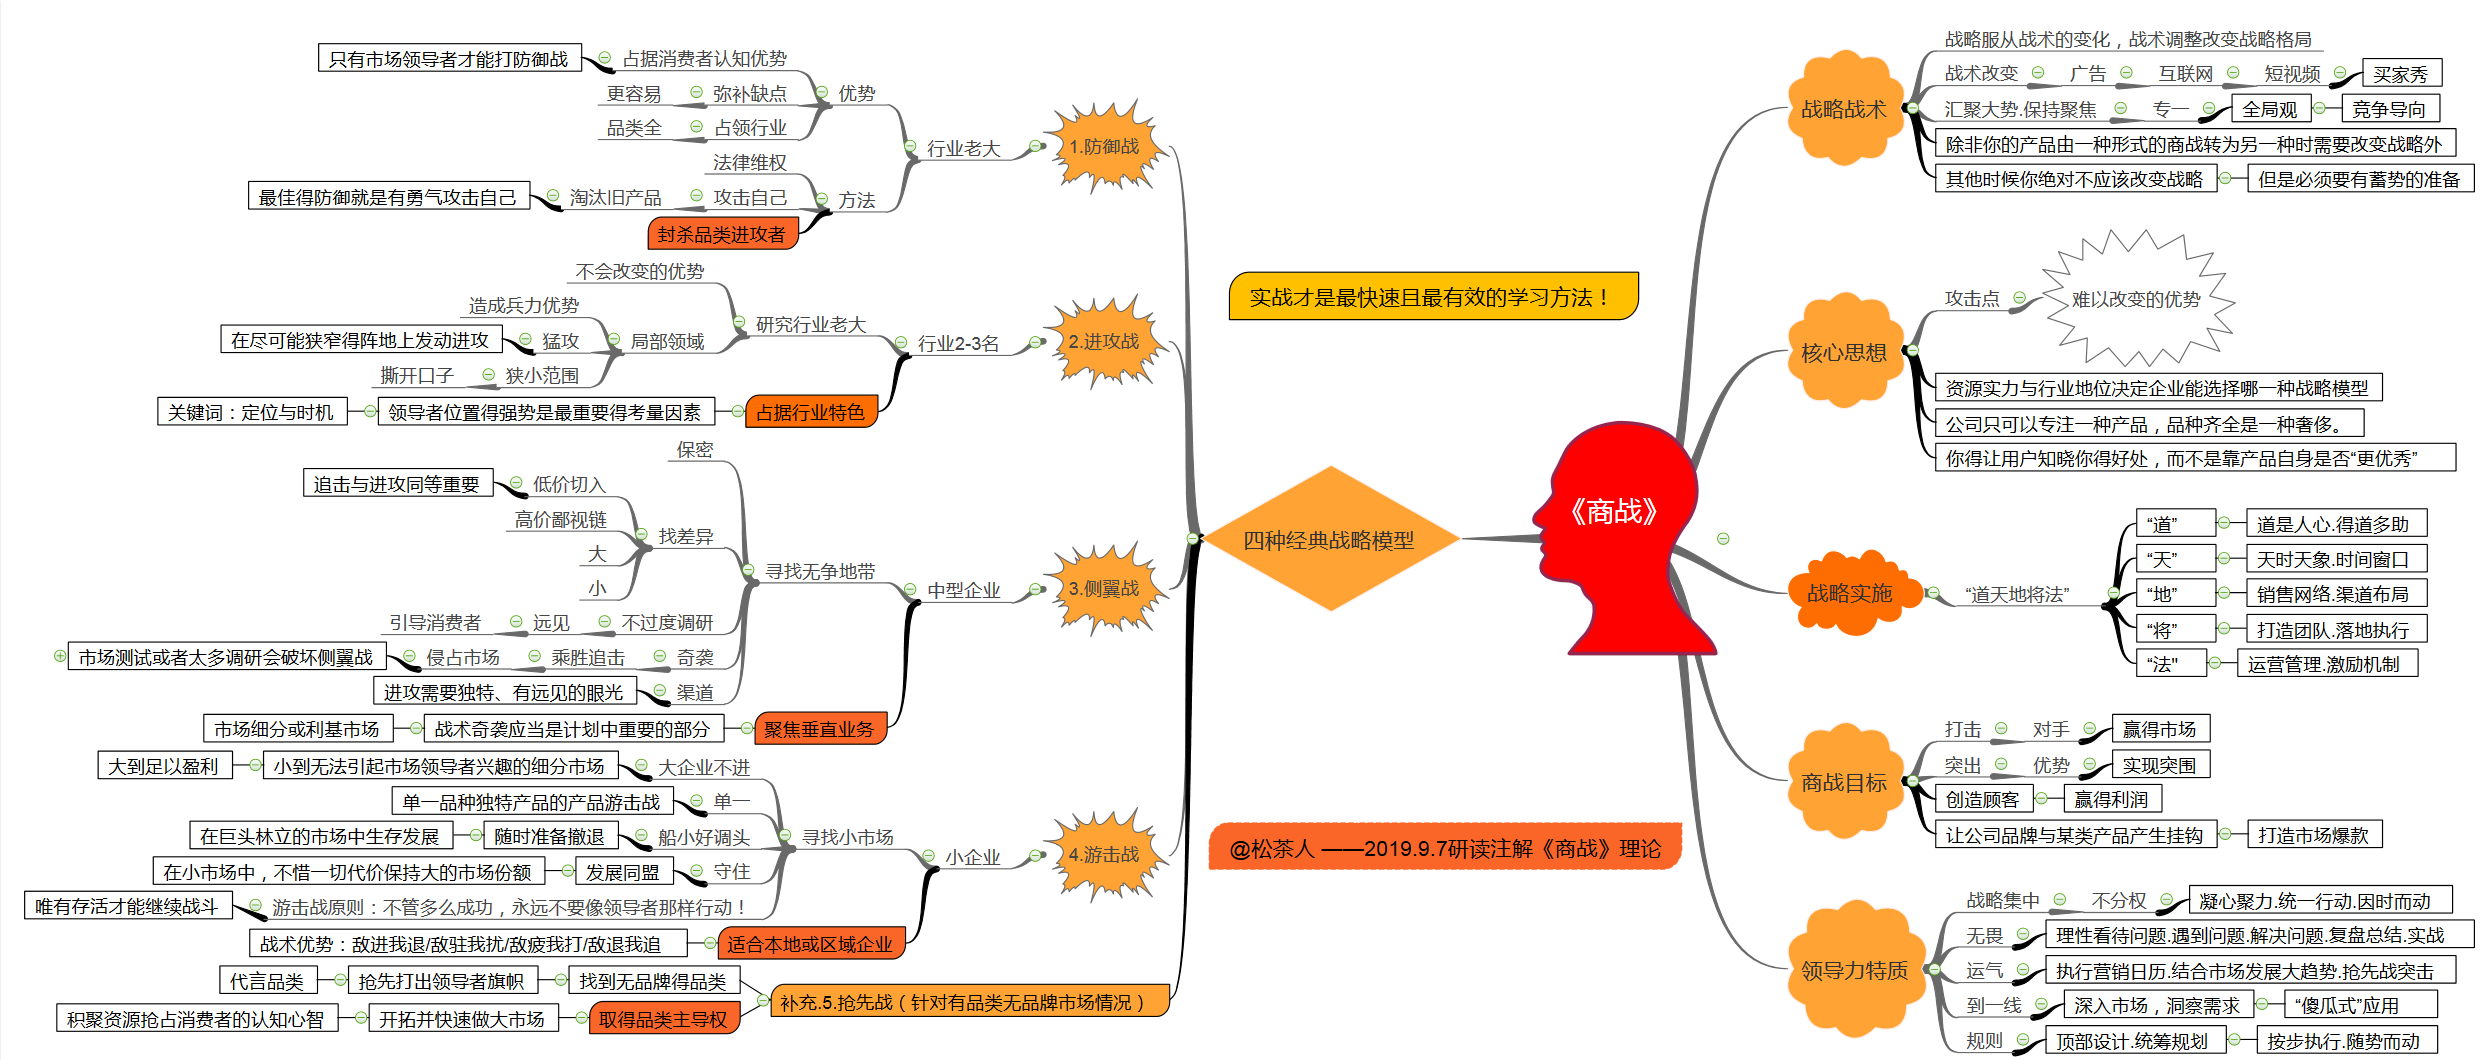 《商战》
实战才是最快速且最有效的学习方法！
@松茶人 ——2019.9.7研读注解《商战》理论
战略战术
战略服从战术的变化，战术调整改变战略格局
战术改变 广告 互联网 短视频 买家秀
汇聚大势.保持聚焦 专一 全局观 竞争导向
除非你的产品由一种形式的商战转为另一种时需要改变战略外
其他时候你绝对不应该改变战略 但是必须要有蓄势的准备
核心思想
攻击点 难以改变的优势
资源实力与行业地位决定企业能选择哪一种战略模型
公司只可以专注一种产品，品种齐全是一种奢侈。
你得让用户知晓你得好处，而不是靠产品自身是否“更优秀”
战略实施
“道天地将法”
“道” 道是人心.得道多助
“天” 天时天象.时间窗口
“地” 销售网络.渠道布局
“将” 打造团队.落地执行
“法" 运营管理.激励机制
商战目标
打击 对手 赢得市场
突出 优势 实现突围
创造顾客 赢得利润
让公司品牌与某类产品产生挂钩 打造市场爆款
领导力特质
战略集中 不分权 凝心聚力.统一行动.因时而动
无畏 理性看待问题.遇到问题.解决问题.复盘总结.实战
运气 执行营销日历.结合市场发展大趋势.抢先战突击
到一线 深入市场，洞察需求 “傻瓜式”应用
规则 顶部设计.统筹规划 按步执行.随势而动
四种经典战略模型
1.防御战
行业老大
优势
占据消费者认知优势 只有市场领导者才能打防御战
弥补缺点 更容易
占领行业 品类全
方法
法律维权
攻击自己 淘汰旧产品 最佳得防御就是有勇气攻击自己
封杀品类进攻者
2.进攻战
行业2-3名
研究行业老大
不会改变的优势
局部领域
造成兵力优势
猛攻 在尽可能狭窄得阵地上发动进攻
狭小范围 撕开口子
占据行业特色 领导者位置得强势是最重要得考量因素 关键词：定位与时机
3.侧翼战
中型企业
寻找无争地带
保密
找差异
低价切入 追击与进攻同等重要
高价鄙视链
大
小
不过度调研 远见 引导消费者
奇袭 乘胜追击 侵占市场 市场测试或者太多调研会破坏侧翼战
渠道 进攻需要独特、有远见的眼光
聚焦垂直业务 战术奇袭应当是计划中重要的部分 市场细分或利基市场
4.游击战
小企业
寻找小市场
大企业不进 小到无法引起市场领导者兴趣的细分市场 大到足以盈利
单一 单一品种独特产品的产品游击战
船小好调头 随时准备撤退 在巨头林立的市场中生存发展
守住 发展同盟 在小市场中，不惜一切代价保持大的市场份额
游击战原则：不管多么成功，永远不要像领导者那样行动！ 唯有存活才能继续战斗
适合本地或区域企业 战术优势：敌进我退/敌驻我扰/敌疲我打/敌退我追
补充.5.抢先战（针对有品类无品牌市场情况）
找到无品牌得品类 抢先打出领导者旗帜 代言品类
取得品类主导权 开拓并快速做大市场 积聚资源抢占消费者的认知心智